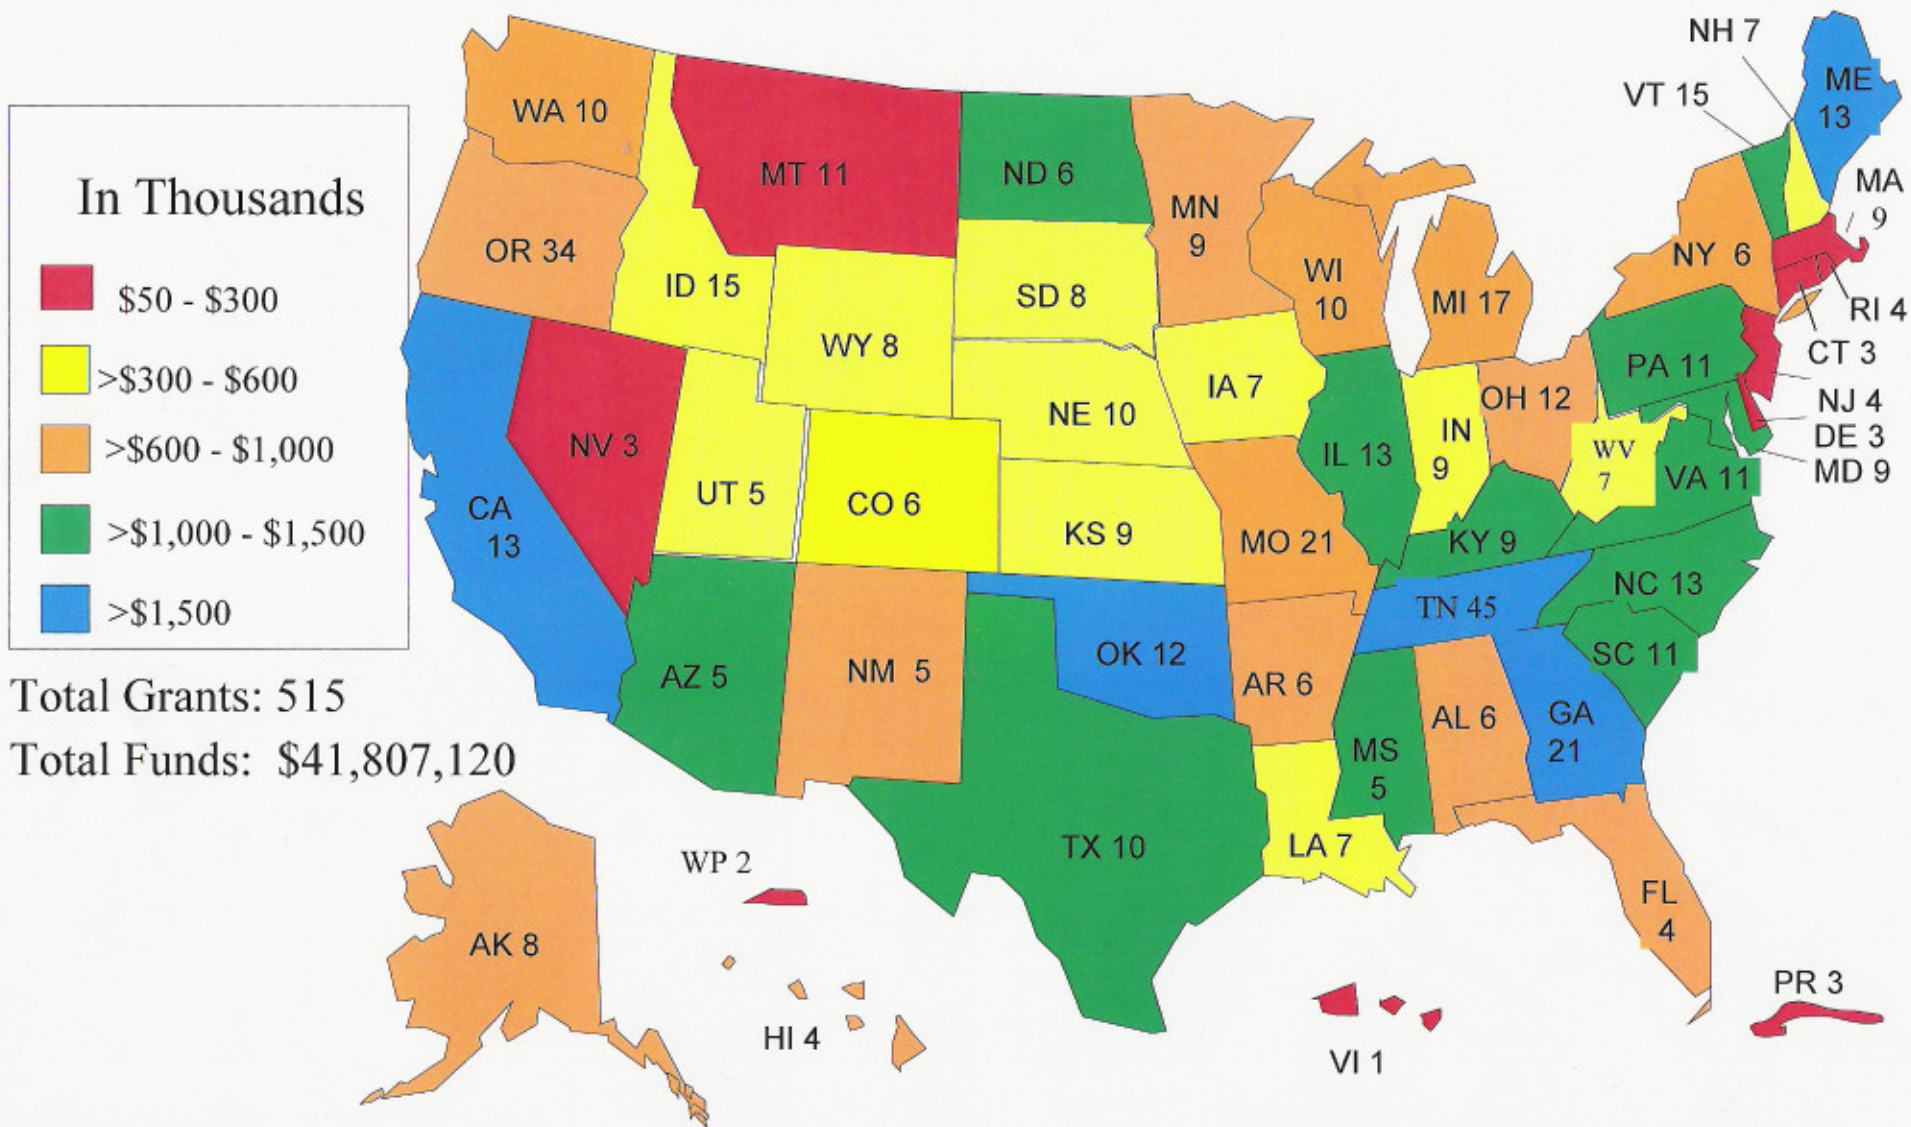 In Thousands
$50 - $300
>$300 - $600
>$600 - $1,000
>$1,000 - $1,500
>$1,500
Total Grants: 515
Total Funds: $41,807,120
WA 10
OR 34
CA
13
NV 3
ID 15
MT 11
WY 8
UT 5
CO 6
AZ 5
NM 5
ND 6
SD 8
NE 10
KS 9
OK 12
TX 10
MN
9
IA 7
MO 21
AR 6
LA 7
WI
10
IL 13
MI 17
IN
9
OH 12
KY 9
TN 45
MS
5
AL 6
GA
21
FL
4
SC 11
NC 13
VA 11
WV
7
PA 11
NY 6
VT 15
NH 7
ME
13
MA
9
RI 4
CT 3
NJ 4
DE 3
MD 9
AK 8
WP 2
HI 4
VI 1
PR 3